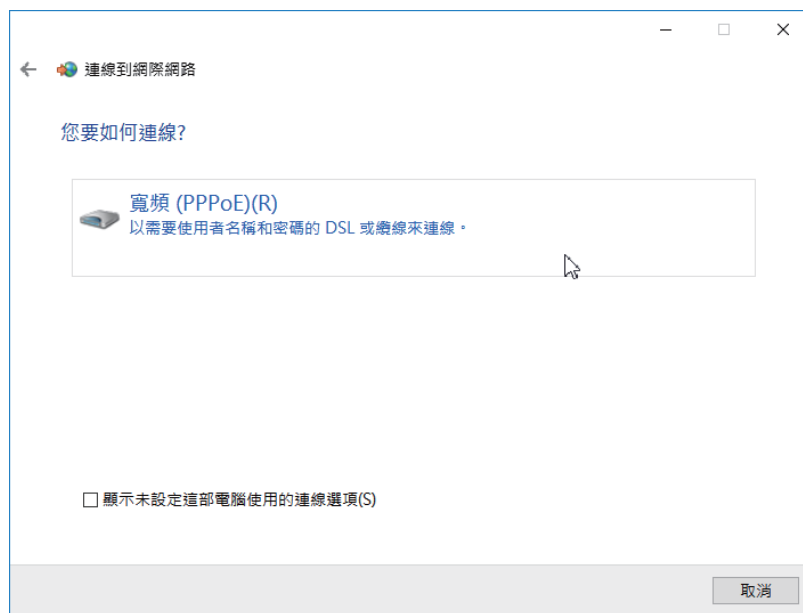 連線到網際網路
您要如何連線?
寬頻 (PPPoE)(R)
以需要使用者名稱和密碼的 DSL 或纜線來連線。
顯示未設定這部電腦使用的連線選項(S)
取消